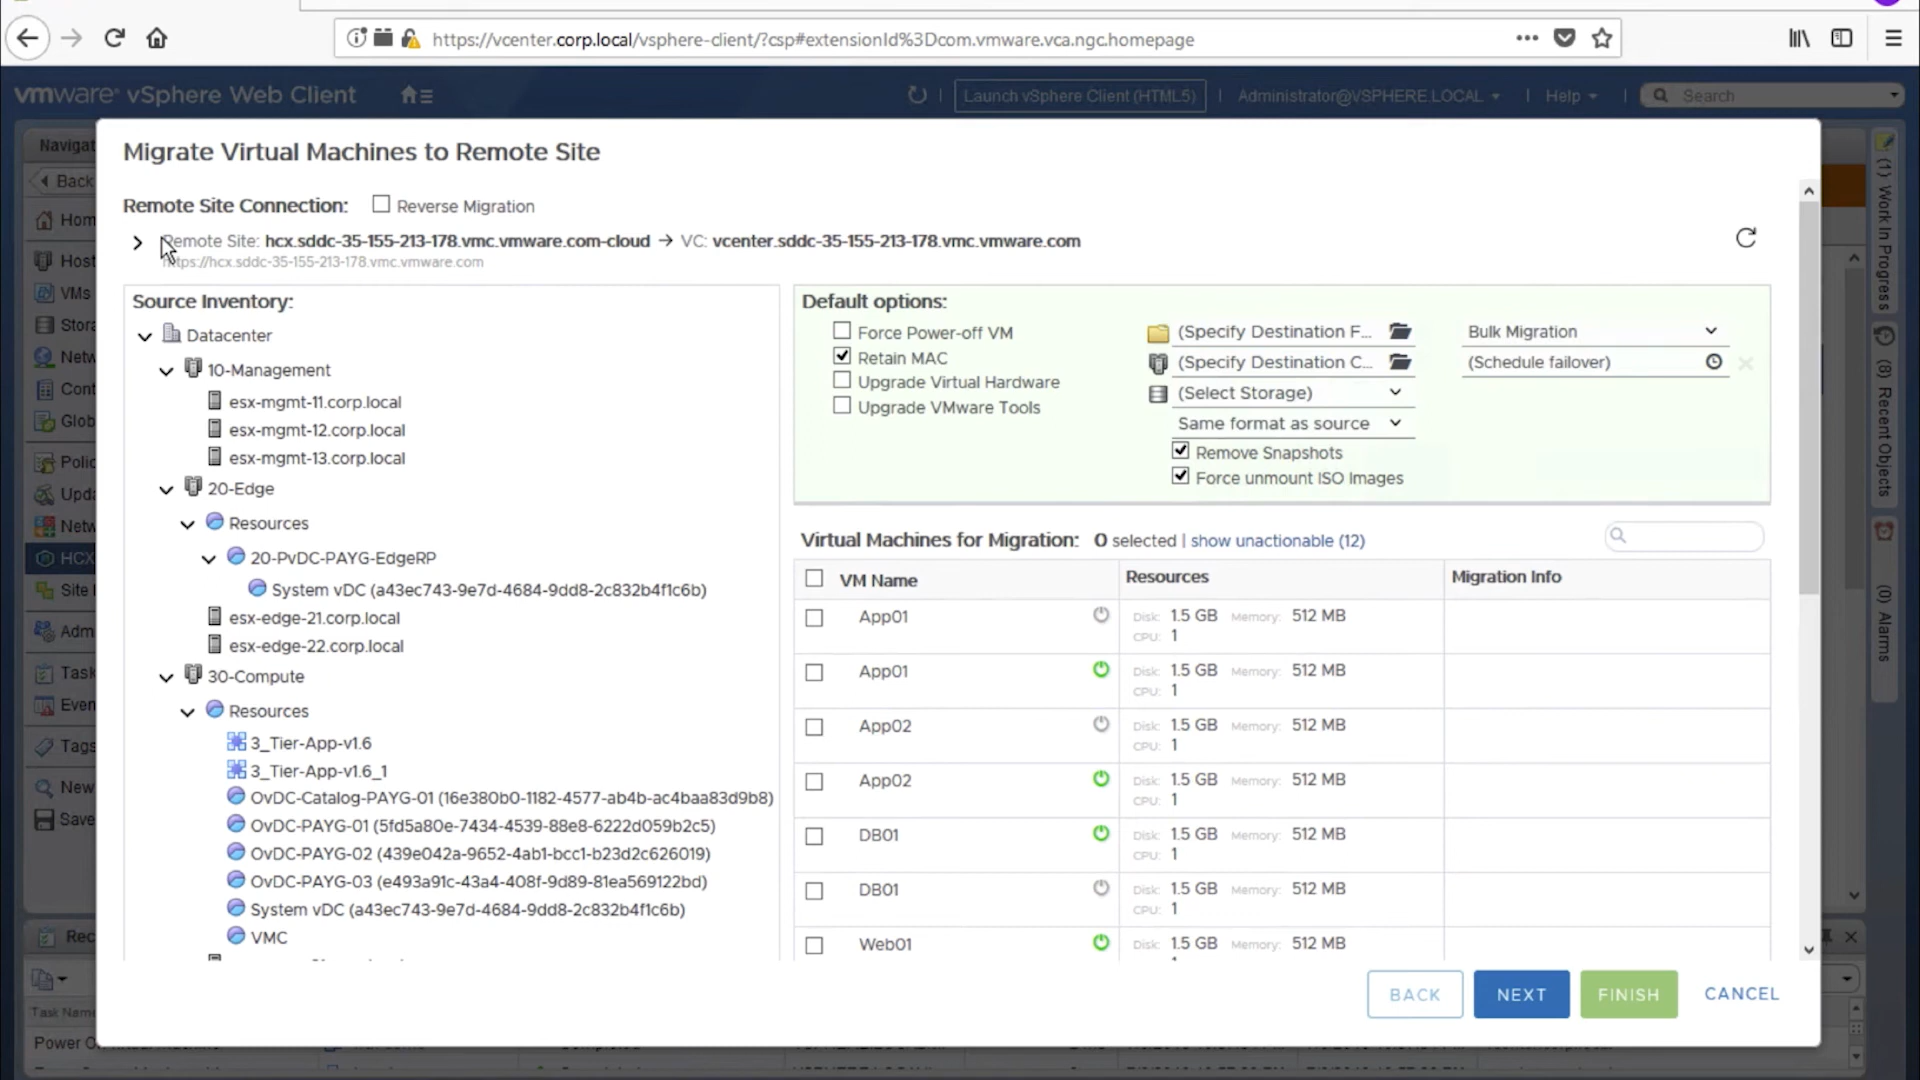 https://vcenter.corp.local/vsphere-client/?csp#extensionId%3Dcom.vmware.vca.ngc.homepage
vmware® vSphere Web Client
Launch vSphere Client (HTML5)
Administrator@VSPHERE.LOCAL
Help
Search
Back
Migrate Virtual Machines to Remote Site
Remote Site Connection:
Reverse Migration
Remote Site: hcx.sddc-35-155-213-178.vmc.vmware.com-cloud → VC: vcenter.sddc-35-155-213-178.vmc.vmware.com
https://hcx.sddc-35-155-213-178.vmc.vmware.com
Source Inventory:
Datacenter
10-Management
esx-mgmt-11.corp.local
esx-mgmt-12.corp.local
esx-mgmt-13.corp.local
20-Edge
Resources
20-PvDC-PAYG-EdgeRP
System vDC (a43ec743-9e7d-4684-9dd8-2c832b4f1c6b)
esx-edge-21.corp.local
esx-edge-22.corp.local
30-Compute
Resources
3_Tier-App-v1.6
3_Tier-App-v1.6_1
OvDC-Catalog-PAYG-01 (16e380b0-1182-4577-ab4b-ac4baa83d9b8)
OvDC-PAYG-01 (5fd5a80e-7434-4539-88e8-6222d059b2c5)
OvDC-PAYG-02 (439e042a-9652-4ab1-bcc1-b23d2c626019)
OvDC-PAYG-03 (e493a91c-43a4-408f-9d89-81ea569122bd)
System vDC (a43ec743-9e7d-4684-9dd8-2c832b4f1c6b)
VMC
Default options:
Force Power-off VM
Retain MAC
Upgrade Virtual Hardware
Upgrade VMware Tools
(Specify Destination F...
(Specify Destination C...
(Select Storage)
Same format as source
Remove Snapshots
Force unmount ISO Images
Bulk Migration
(Schedule failover)
Virtual Machines for Migration: 0 selected | show unactionable (12)
VM Name Resources Migration Info
App01 Disk: 1.5 GB Memory: 512 MB
CPU: 1
App01 Disk: 1.5 GB Memory: 512 MB
CPU: 1
App02 Disk: 1.5 GB Memory: 512 MB
CPU: 1
App02 Disk: 1.5 GB Memory: 512 MB
CPU: 1
DB01 Disk: 1.5 GB Memory: 512 MB
CPU: 1
DB01 Disk: 1.5 GB Memory: 512 MB
CPU: 1
Web01 Disk: 1.5 GB Memory: 512 MB
BACK
NEXT
FINISH
CANCEL
Navigat
Hom
Host
VMs
Stora
Netw
Cont
Glob
Polic
Upda
Netw
HCX
Site
Adm
Task
Even
Tags
New
Save
Rec
Task Name
Power O
(1) Work In Progress
(8) Recent Objects
(0) Alarms